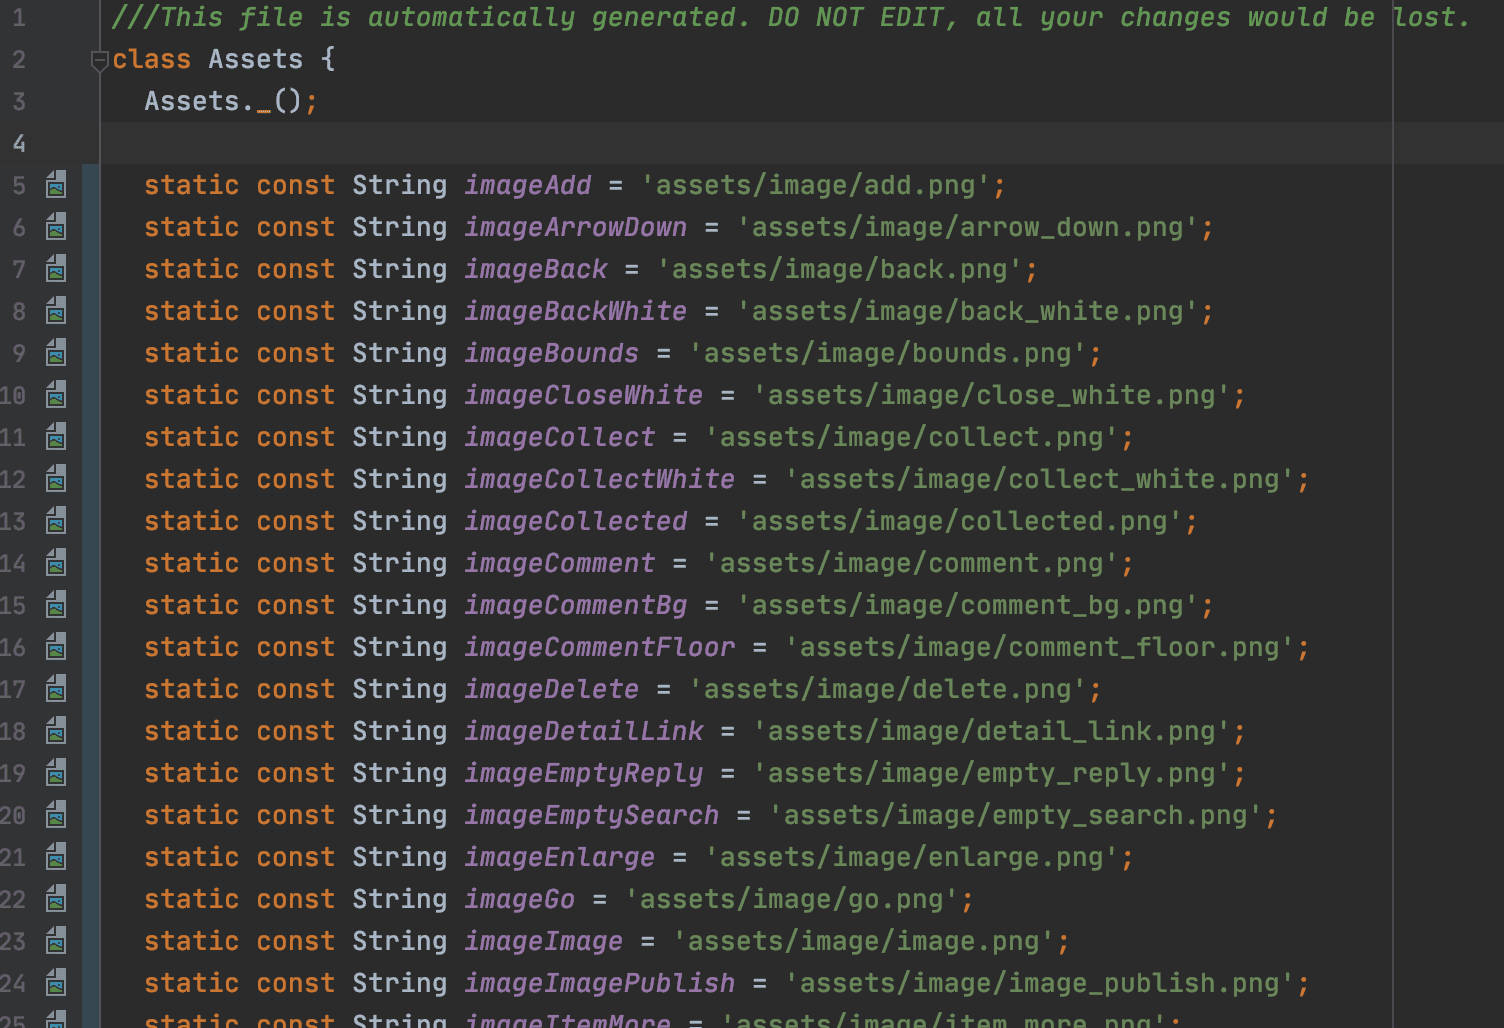 1 ///This file is automatically generated. DO NOT EDIT, all your changes would be lost.
2 class Assets {
3 Assets._();
4
5 static const String imageAdd = 'assets/image/add.png';
6 static const String imageArrowDown = 'assets/image/arrow_down.png';
7 static const String imageBack = 'assets/image/back.png';
8 static const String imageBackWhite = 'assets/image/back_white.png';
9 static const String imageBounds = 'assets/image/bounds.png';
10 static const String imageCloseWhite = 'assets/image/close_white.png';
11 static const String imageCollect = 'assets/image/collect.png';
12 static const String imageCollectWhite = 'assets/image/collect_white.png';
13 static const String imageCollected = 'assets/image/collected.png';
14 static const String imageComment = 'assets/image/comment.png';
15 static const String imageCommentBg = 'assets/image/comment_bg.png';
16 static const String imageCommentFloor = 'assets/image/comment_floor.png';
17 static const String imageDelete = 'assets/image/delete.png';
18 static const String imageDetailLink = 'assets/image/detail_link.png';
19 static const String imageEmptyReply = 'assets/image/empty_reply.png';
20 static const String imageEmptySearch = 'assets/image/empty_search.png';
21 static const String imageEnlarge = 'assets/image/enlarge.png';
22 static const String imageGo = 'assets/image/go.png';
23 static const String imageImage = 'assets/image/image.png';
24 static const String imageImagePublish = 'assets/image/image_publish.png';
25 static const String imageItemMore = 'assets/image/item_more.png';